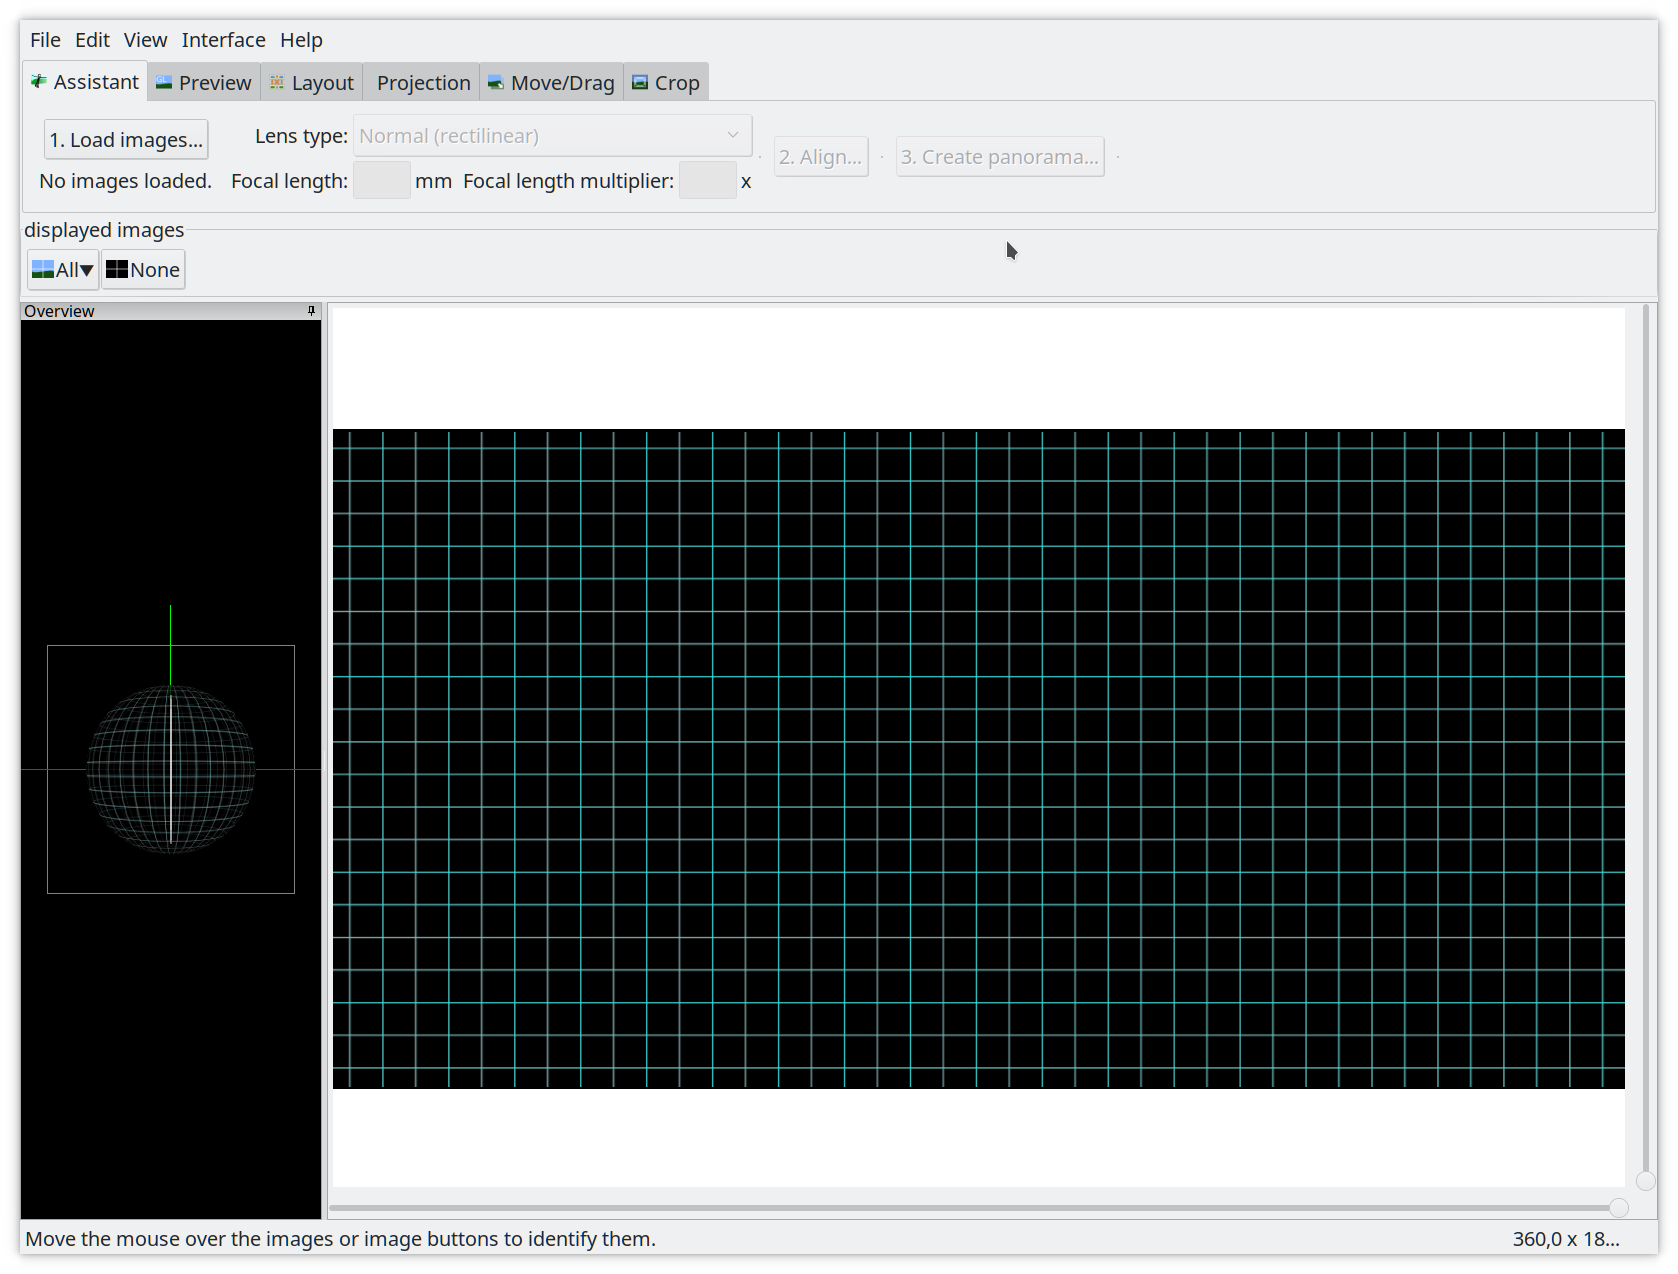 File Edit View Interface Help
Assistant Preview Layout Projection Move/Drag Crop
1. Load images... Lens type: Normal (rectilinear) 2. Align... 3. Create panorama...
No images loaded. Focal length: mm Focal length multiplier: x
displayed images
All▾ None
Overview
Move the mouse over the images or image buttons to identify them. 360,0 x 18...